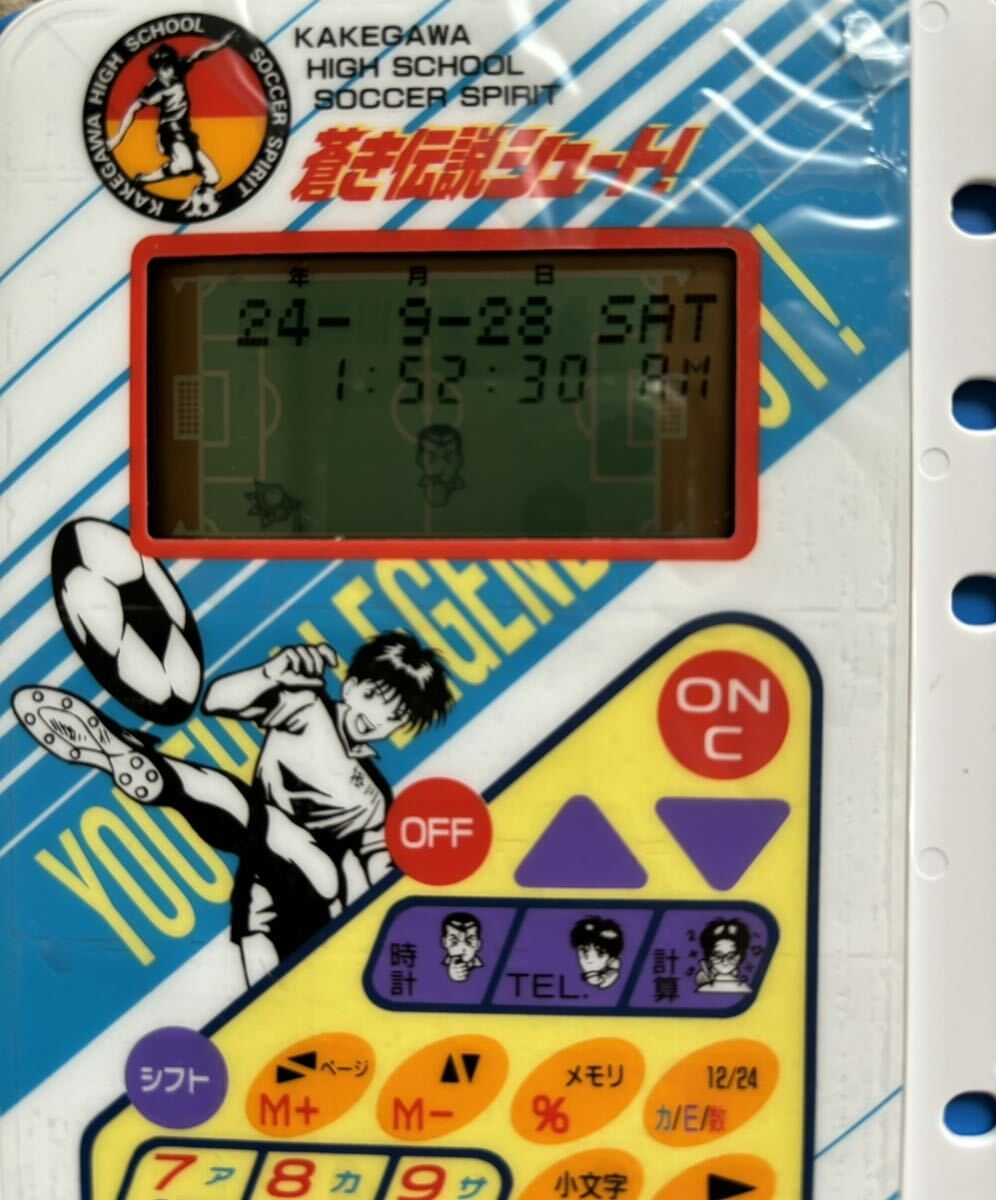 KAKEGAWA HIGH SCHOOL SOCCER SPIRIT
KAKEGAWA
HIGH SCHOOL
SOCCER SPIRIT
蒼き伝説シュート!
年 月 日
24- 9-28 SAT
1:52:30 AM
ON
C
OFF
時計
TEL.
計算
シフト
ページ
M+
M-
メモリ
%
12/24
カ/E/数
7 ア
8 カ
9 サ
小文字